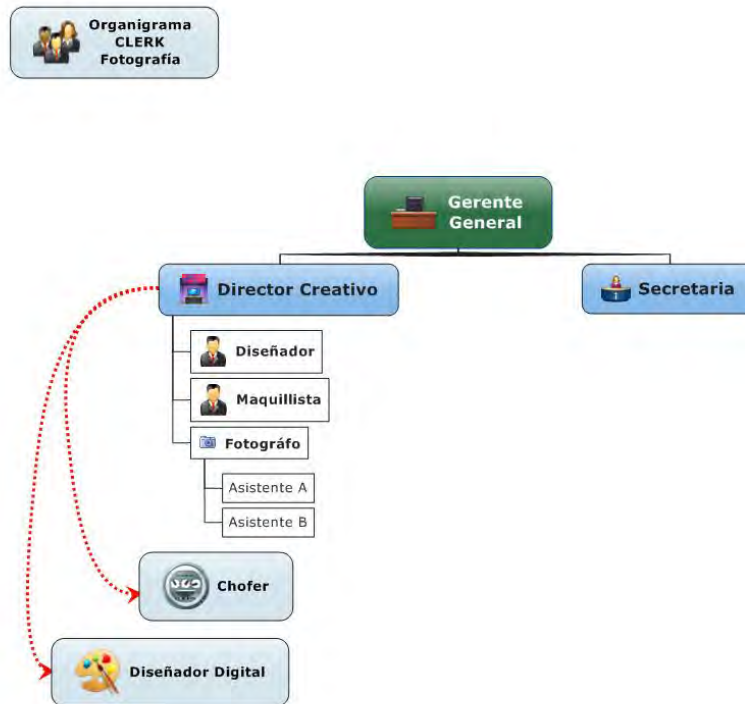 Organigrama
CLERK
Fotografía
Gerente
General
Director Creativo
Secretaria
Diseñador
Maquillista
Fotográfo
Asistente A
Asistente B
Chofer
Diseñador Digital